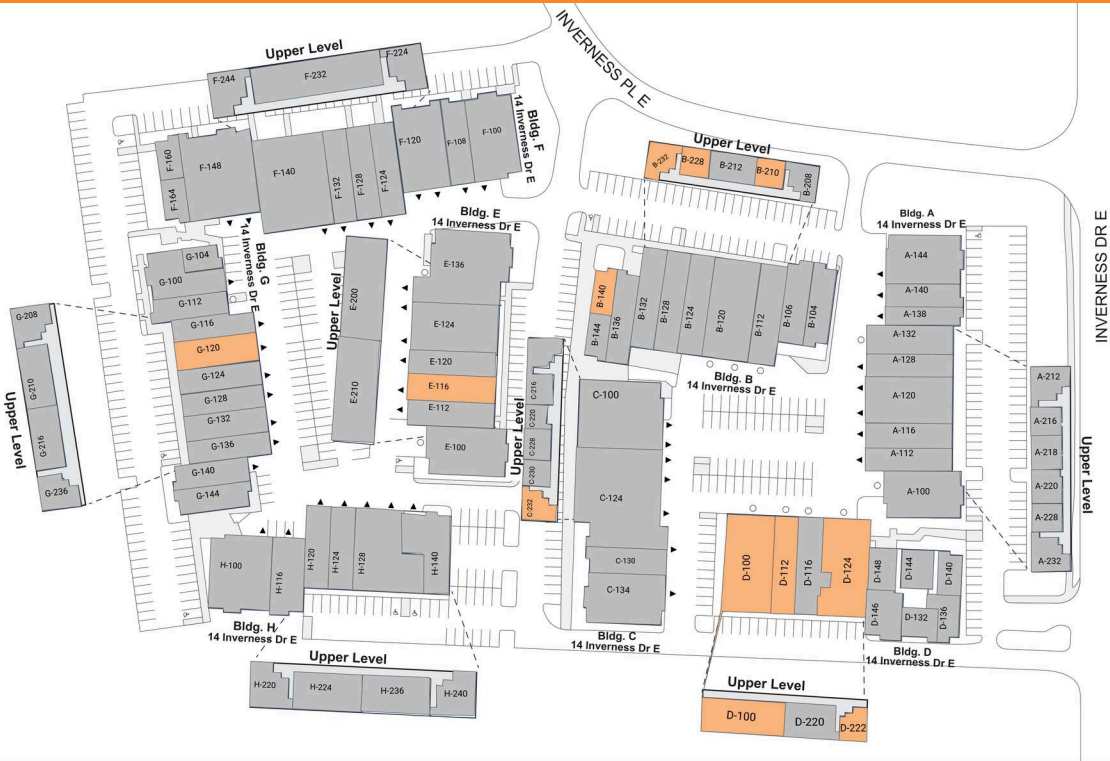 INVERNESS PL E
INVERNESS DR E
Upper Level
F-244
F-232
F-224
Bldg. F
14 Inverness Dr E
F-160
F-164
F-148
F-140
F-132
F-128
F-124
F-120
F-108
F-100
Upper Level
B-232
B-228
B-212
B-210
B-208
Bldg. A
14 Inverness Dr E
A-144
A-140
A-138
A-132
A-128
A-120
A-116
A-112
A-100
Upper Level
A-212
A-216
A-218
A-220
A-228
A-232
Bldg. E
14 Inverness Dr E
E-136
E-124
E-120
E-116
E-112
E-100
Upper Level
E-200
E-210
Bldg. G
14 Inverness Dr E
G-104
G-100
G-112
G-116
G-120
G-124
G-128
G-132
G-136
G-140
G-144
Upper Level
G-208
G-210
G-216
G-236
B-140
B-144
B-136
B-132
B-128
B-124
B-120
B-112
B-106
B-104
Bldg. B
14 Inverness Dr E
Upper Level
C-216
C-220
C-228
C-230
C-232
C-100
C-124
C-130
C-134
Bldg. C
14 Inverness Dr E
D-100
D-112
D-116
D-124
D-148
D-144
D-140
D-146
D-132
D-136
Bldg. D
14 Inverness Dr E
Upper Level
D-100
D-220
D-222
H-100
H-116
H-120
H-124
H-128
H-140
Bldg. H
14 Inverness Dr E
Upper Level
H-220
H-224
H-236
H-240